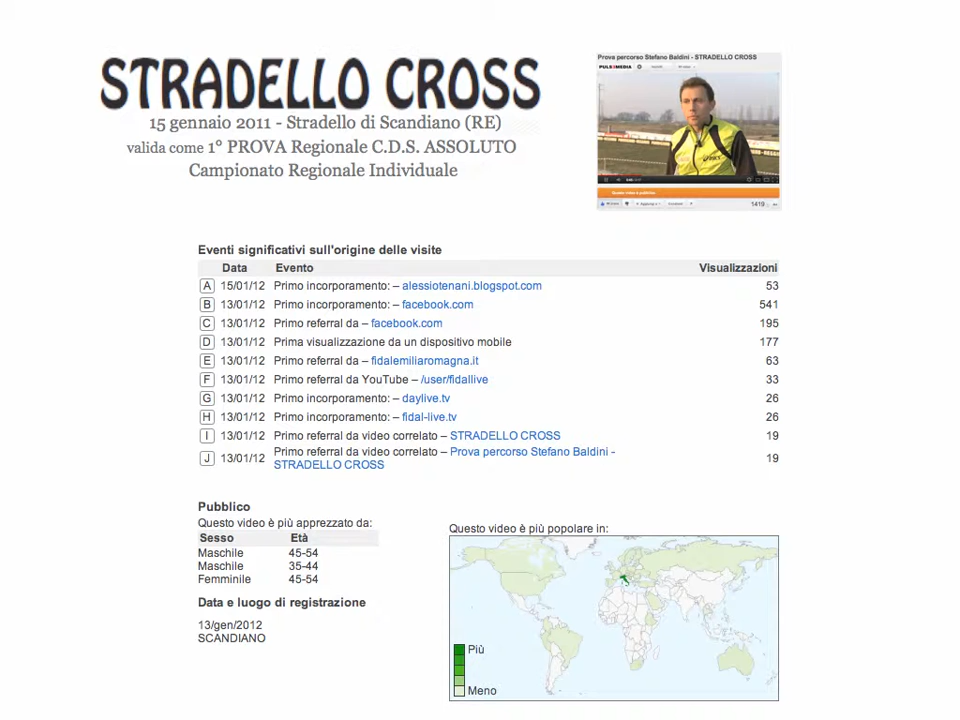 STRADELLO CROSS
15 gennaio 2011 - Stradello di Scandiano (RE)
valida come 1° PROVA Regionale C.D.S. ASSOLUTO
Campionato Regionale Individuale
Prova percorso Stefano Baldini - STRADELLO CROSS
1419
Eventi significativi sull'origine delle visite
Data Evento Visualizzazioni
A 15/01/12 Primo incorporamento: – alessiotenani.blogspot.com 53
B 13/01/12 Primo incorporamento: – facebook.com 541
C 13/01/12 Primo referral da – facebook.com 195
D 13/01/12 Prima visualizzazione da un dispositivo mobile 177
E 13/01/12 Primo referral da – fidalemiliaromagna.it 63
F 13/01/12 Primo referral da YouTube – /user/fidallive 33
G 13/01/12 Primo incorporamento: – daylive.tv 26
H 13/01/12 Primo incorporamento: – fidal-live.tv 26
I 13/01/12 Primo referral da video correlato – STRADELLO CROSS 19
J 13/01/12 Primo referral da video correlato – Prova percorso Stefano Baldini - 19
STRADELLO CROSS
Pubblico
Questo video è più apprezzato da:
Sesso Età
Maschile 45-54
Maschile 35-44
Femminile 45-54
Data e luogo di registrazione
13/gen/2012
SCANDIANO
Questo video è più popolare in:
Più
Meno